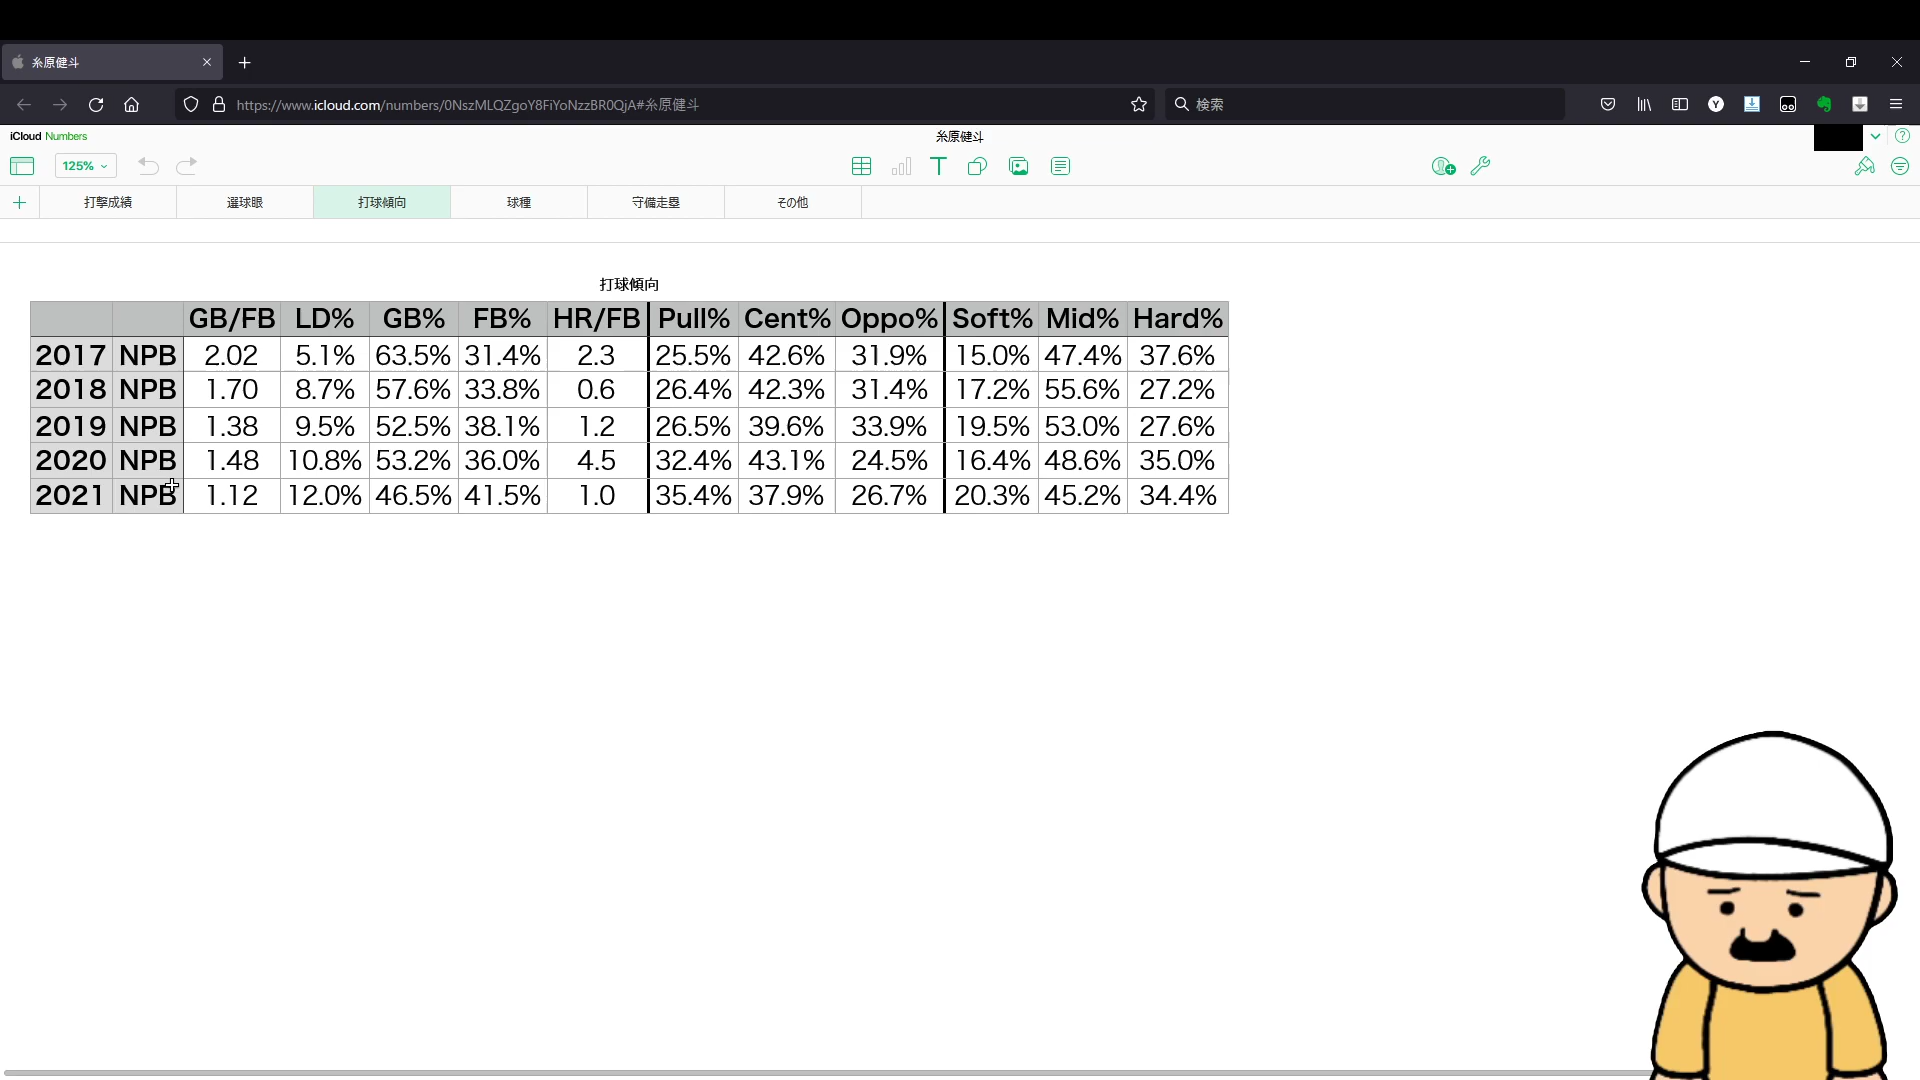 糸原健斗
https://www.icloud.com/numbers/0NszMLQZgoY8FiYoNzzBR0QjA#糸原健斗
検索
iCloud Numbers
糸原健斗
125%
打撃成績 選球眼 打球傾向 球種 守備走塁 その他
打球傾向
GB/FB LD% GB% FB% HR/FB Pull% Cent% Oppo% Soft% Mid% Hard%
2017 NPB 2.02 5.1% 63.5% 31.4% 2.3 25.5% 42.6% 31.9% 15.0% 47.4% 37.6%
2018 NPB 1.70 8.7% 57.6% 33.8% 0.6 26.4% 42.3% 31.4% 17.2% 55.6% 27.2%
2019 NPB 1.38 9.5% 52.5% 38.1% 1.2 26.5% 39.6% 33.9% 19.5% 53.0% 27.6%
2020 NPB 1.48 10.8% 53.2% 36.0% 4.5 32.4% 43.1% 24.5% 16.4% 48.6% 35.0%
2021 NPB 1.12 12.0% 46.5% 41.5% 1.0 35.4% 37.9% 26.7% 20.3% 45.2% 34.4%